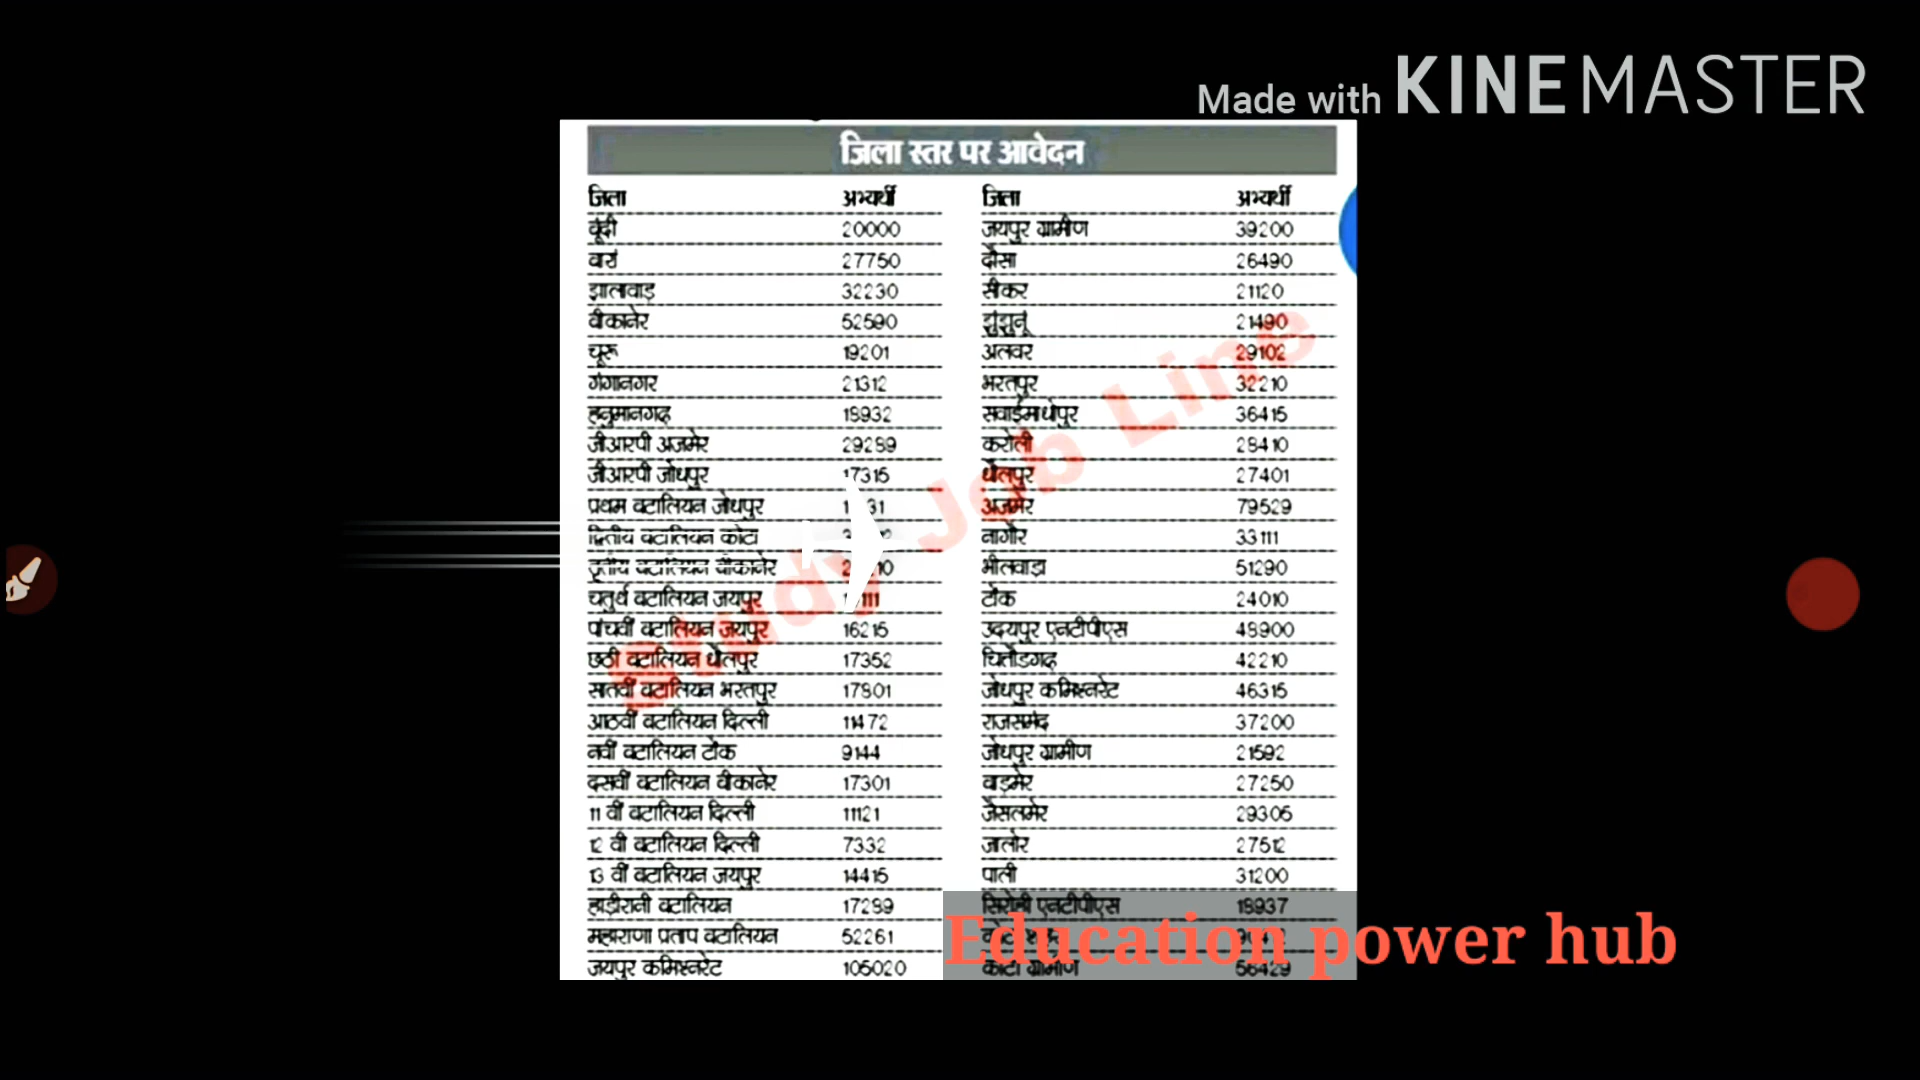 Made with KINEMASTER
जिला स्तर पर आवेदन
जिला अभ्यर्थी जिला अभ्यर्थी
बूंदी 20000 जयपुर ग्रामीण 39200
बारां 27750 दौसा 26490
झालावाड़ 32230 सीकर 21120
बीकानेर 52590 झुंझुनूं 21490
चूरू 19201 अलवर 29102
गंगानगर 21312 भरतपुर 32210
हनुमानगढ़ 18932 सवाईमाधोपुर 36415
जीआरपी अजमेर 29289 करोली 28410
जीआरपी जोधपुर 17315 धौलपुर 27401
प्रथम बटालियन जोधपुर अजमेर 79529
द्वितीय बटालियन कोटा नागौर 33111
तृतीय बटालियन बीकानेर भीलवाड़ा 51290
चतुर्थ बटालियन जयपुर टोंक 24010
पांचवीं बटालियन जयपुर 16215 उदयपुर एनटीपीएस 48900
छठी बटालियन धौलपुर 17352 चितौडगढ़ 42210
सातवीं बटालियन भरतपुर 17801 जोधपुर कमिश्नरेट 46315
आठवीं बटालियन दिल्ली 11472 राजसमंद 37200
नवीं बटालियन टोंक 9144 जोधपुर ग्रामीण 21592
दसवीं बटालियन बीकानेर 17301 बाड़मेर 27250
11 वीं बटालियन दिल्ली 11121 जैसलमेर 29305
12 वी बटालियन दिल्ली 7332 जालोर 27512
13 वीं बटालियन जयपुर 14415 पाली 31200
हाड़ीरानी बटालियन 17289 सिरोही एनटीपीएस 18937
महाराणा प्रताप बटालियन 52261
जयपुर कमिश्नरेट 105020 कोटा ग्रामीण 56429
Study Job Line
Education power hub